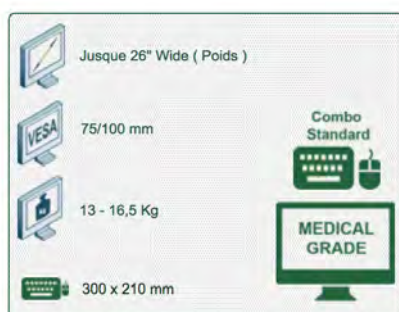 Jusque 26" Wide ( Poids )
VESA
75/100 mm
Combo
Standard
13 - 16,5 Kg
MEDICAL
GRADE
300 x 210 mm